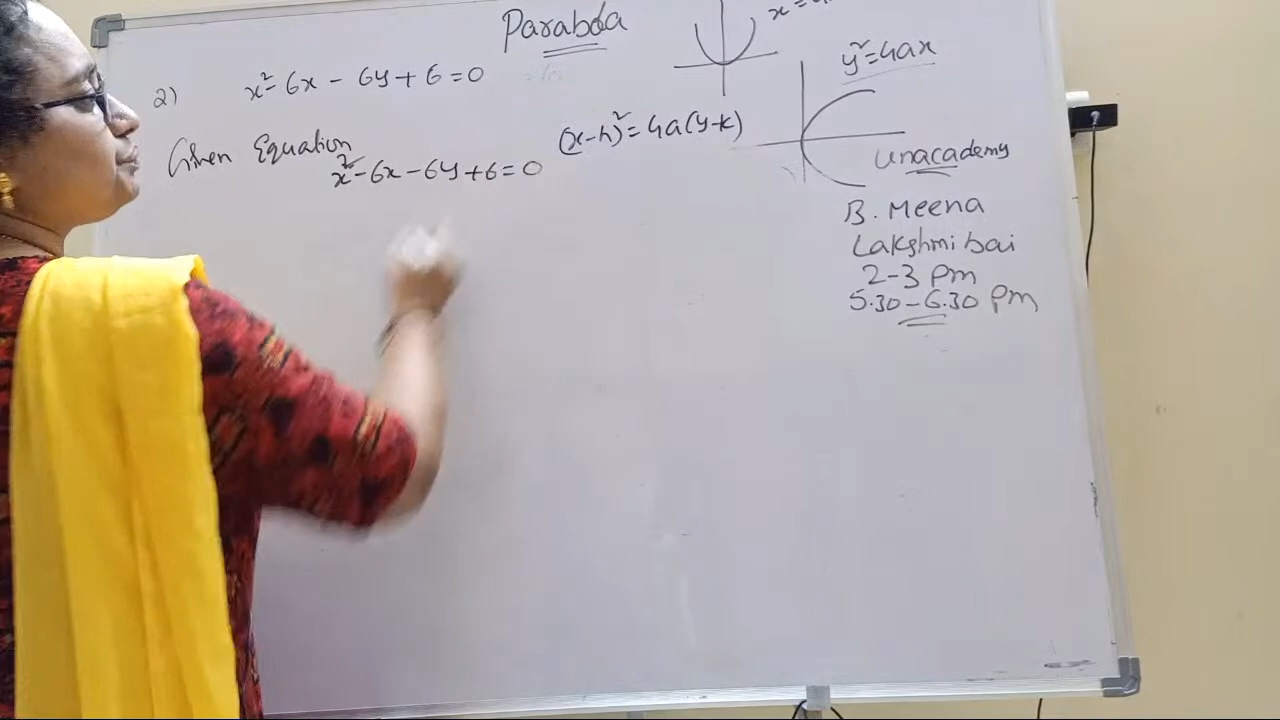 Parabola
x =
y² = 4ax
2) x² - 6x - 6y + 6 = 0
Given Equation
x² - 6x - 6y + 6 = 0
(x-h)² = 4a(y-k)
unacademy
B. Meena
Lakshmi bai
2-3 pm
5.30-6.30 pm